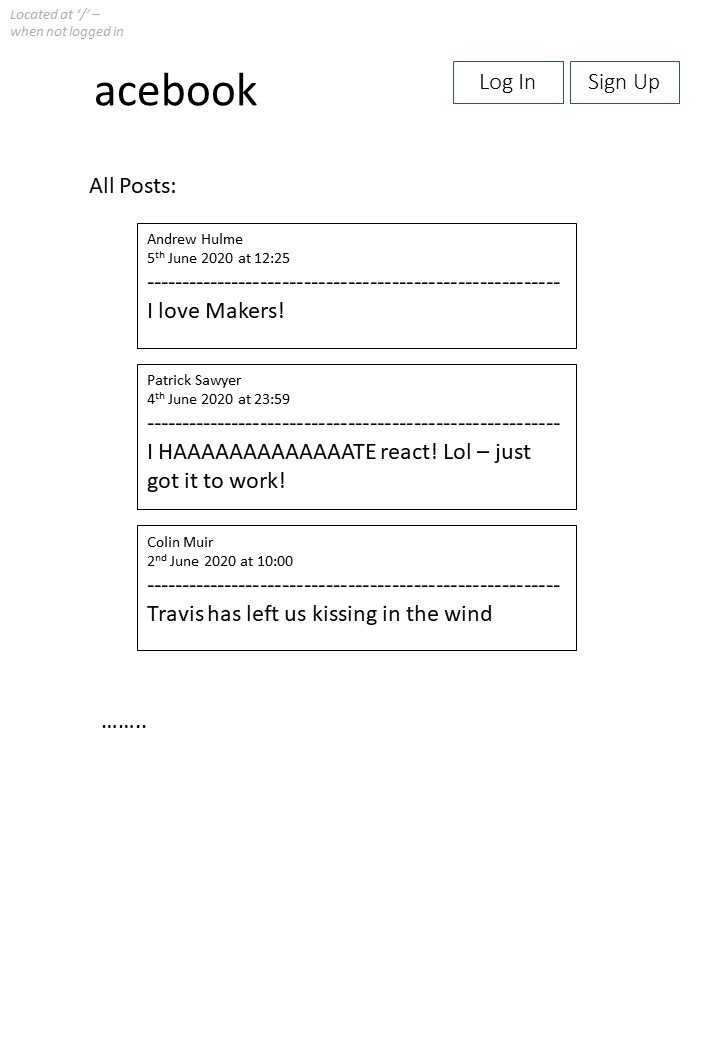 Located at ‘/’ –
when not logged in
acebook
Log In
Sign Up
All Posts:
Andrew Hulme
5th June 2020 at 12:25
-----------------------------------------------------------
I love Makers!
Patrick Sawyer
4th June 2020 at 23:59
-----------------------------------------------------------
I HAAAAAAAAAAAAATE react! Lol – just
got it to work!
Colin Muir
2nd June 2020 at 10:00
-----------------------------------------------------------
Travis has left us kissing in the wind
……..